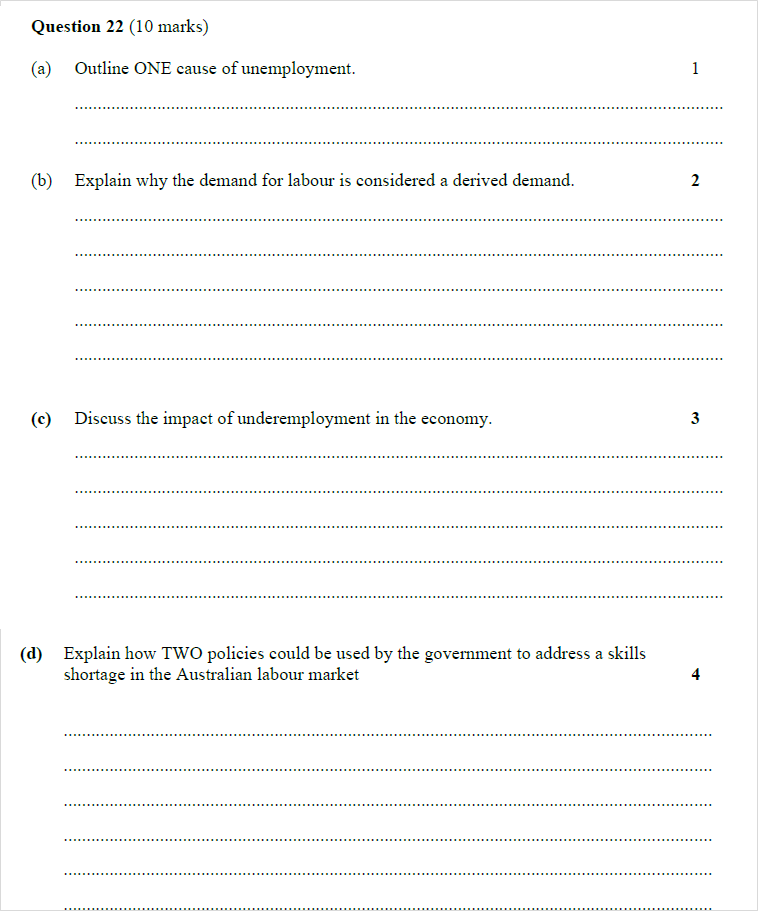 Question 22 (10 marks)
(a) Outline ONE cause of unemployment. 1
(b) Explain why the demand for labour is considered a derived demand. 2
(c) Discuss the impact of underemployment in the economy. 3
(d) Explain how TWO policies could be used by the government to address a skills
shortage in the Australian labour market 4